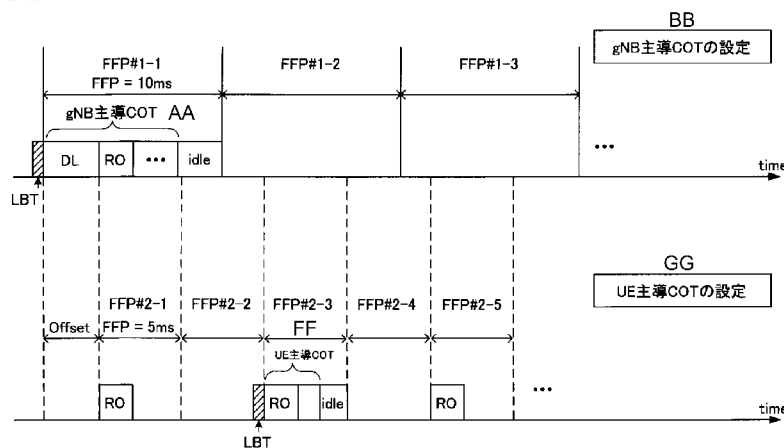 BB
gNB主導COTの設定
FFP#1-1
FFP#1-2
FFP#1-3
FFP = 10ms
gNB主導COT AA
DL
RO
•••
idle
•••
time
LBT
GG
UE主導COTの設定
FFP#2-1
FFP#2-2
FFP#2-3
FFP#2-4
FFP#2-5
Offset
FFP = 5ms
FF
UE主導COT
RO
RO
idle
RO
•••
time
LBT